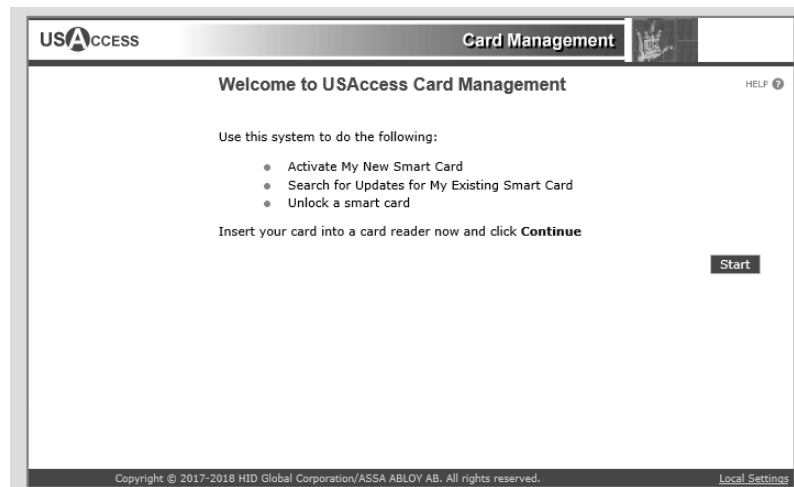 USACCESS
Card Management
Welcome to USAccess Card Management
HELP ?
Use this system to do the following:
● Activate My New Smart Card
● Search for Updates for My Existing Smart Card
● Unlock a smart card
Insert your card into a card reader now and click Continue
Start
Copyright © 2017-2018 HID Global Corporation/ASSA ABLOY AB. All rights reserved.
Local Settings